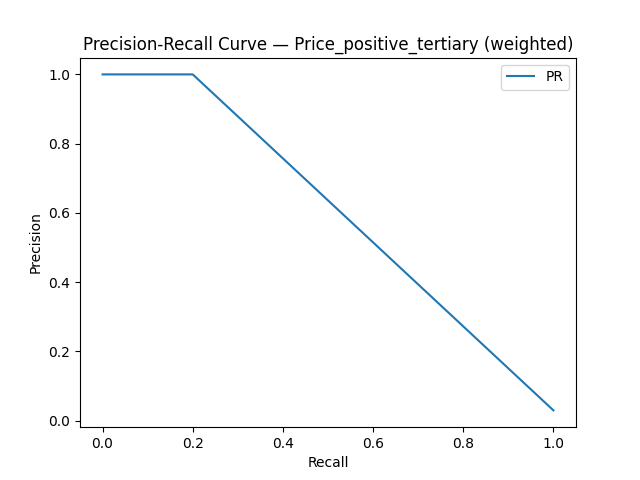 Precision-Recall Curve — Price_positive_tertiary (weighted)
PR
1.0
0.8
0.6
0.4
0.2
0.0
Precision
0.0 0.2 0.4 0.6 0.8 1.0
Recall